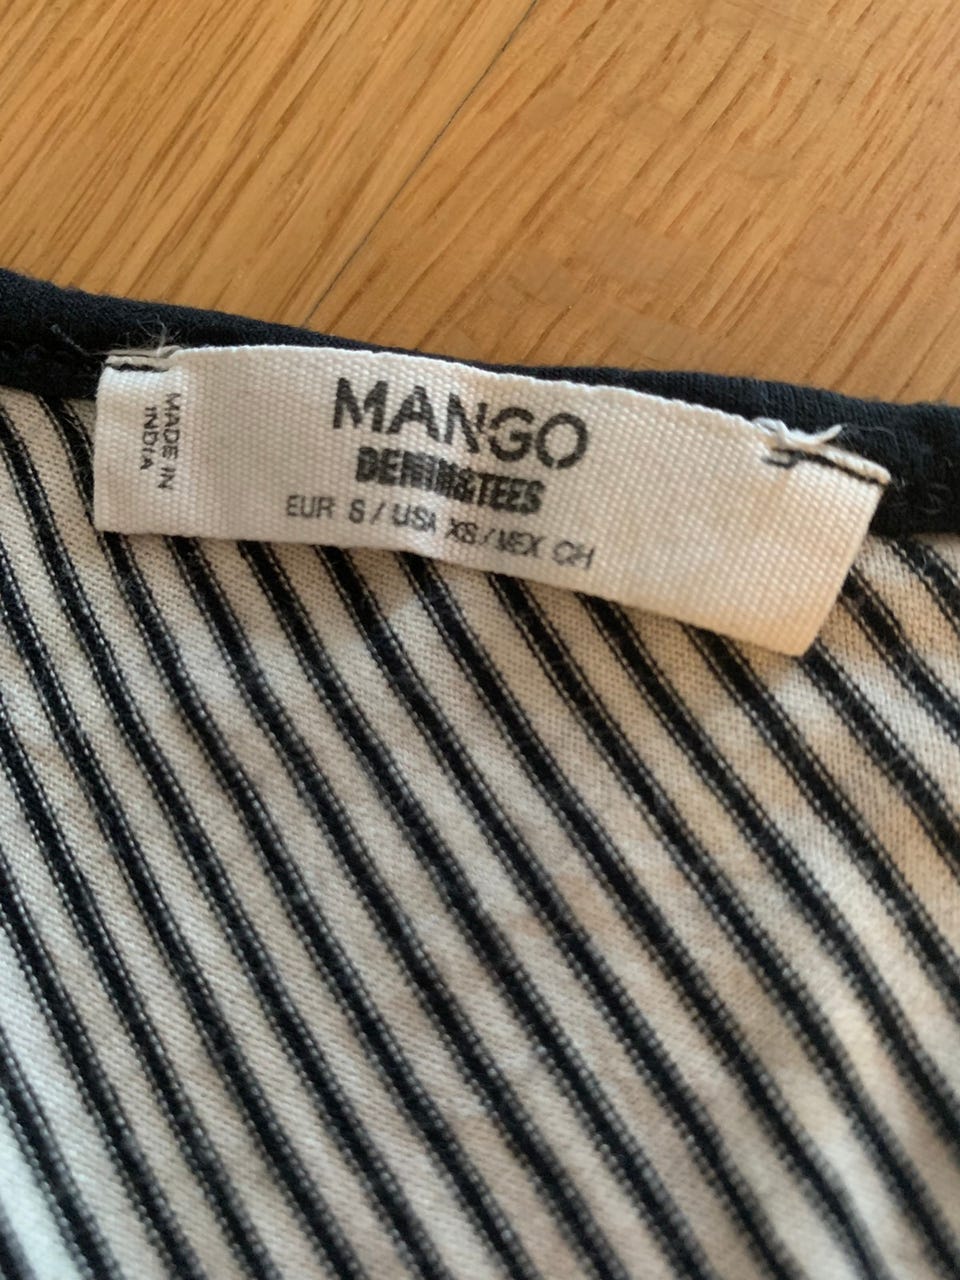 MANGO
DENIM&TEES
EUR S / USA XS / MEX CH
MADE IN
INDIA